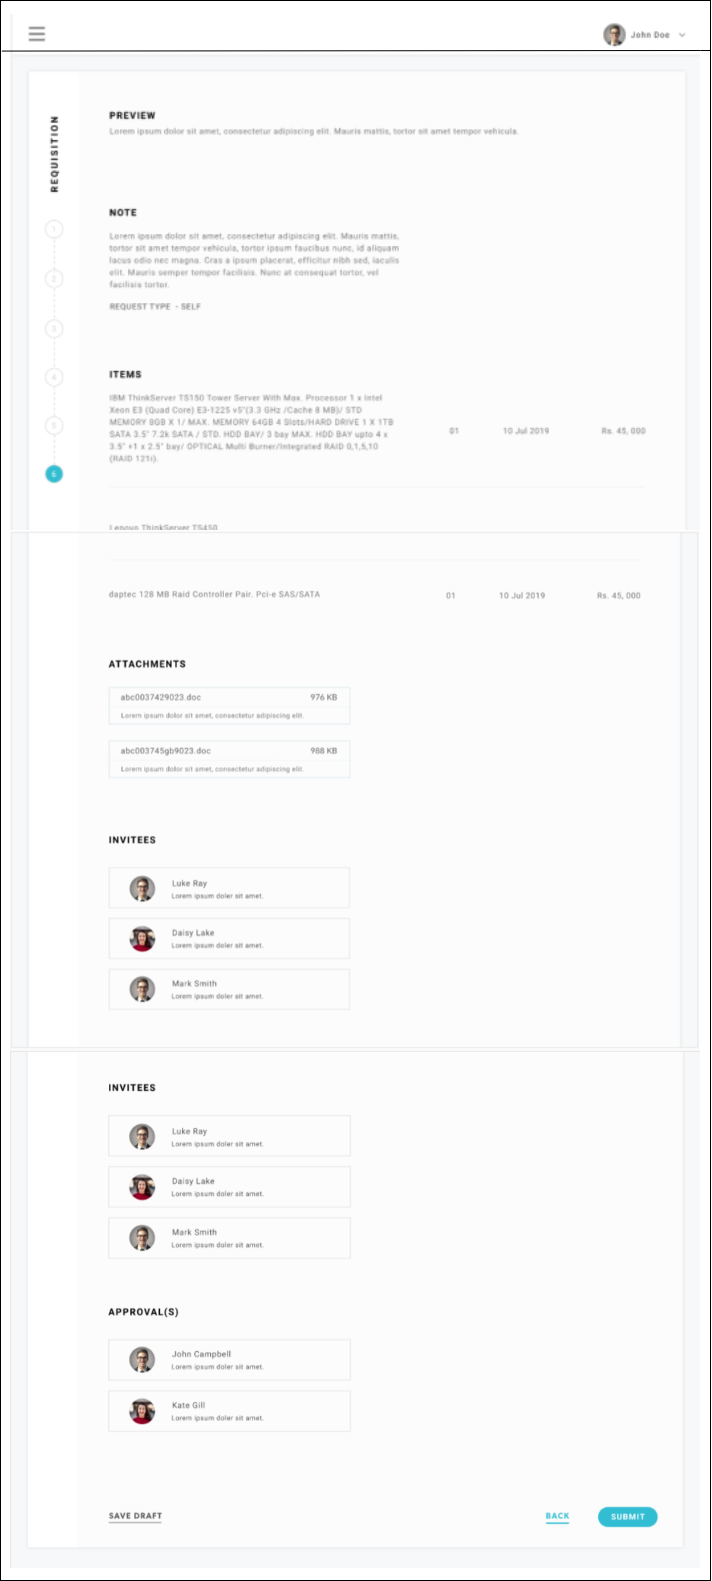 John Doe
REQUISITION
PREVIEW
Lorem ipsum dolor sit amet, consectetur adipiscing elit. Mauris mattis, tortor sit amet tempor vehicula.
1
NOTE
Lorem ipsum dolor sit amet, consectetur adipiscing elit. Mauris mattis,
tortor sit amet tempor vehicula, tortor ipsum faucibus nunc, id aliquam
lacus odio nec magna. Cras a ipsum placerat, efficitur nibh sed, iaculis
elit. Mauris semper tempor facilisis. Nunc at consequat tortor, vel
facilisis tortor.
2
REQUEST TYPE - SELF
3
4
ITEMS
IBM ThinkServer TS150 Tower Server With Max. Processor 1 x Intel
Xeon E3 (Quad Core) E3-1225 v5"(3.3 GHz /Cache 8 MB)/ STD
MEMORY 8GB X 1/ MAX. MEMORY 64GB 4 Slots/HARD DRIVE 1 X 1TB
SATA 3.5" 7.2k SATA / STD. HDD BAY/ 3 bay MAX. HDD BAY upto 4 x
3.5" +1 x 2.5" bay/ OPTICAL Multi Burner/Integrated RAID 0,1,5,10
(RAID 121i).
01 10 Jul 2019 Rs. 45, 000
5
6
Lenovo ThinkServer TS450
daptec 128 MB Raid Controller Pair. Pci-e SAS/SATA 01 10 Jul 2019 Rs. 45, 000
ATTACHMENTS
abc0037429023.doc 976 KB
Lorem ipsum dolor sit amet, consectetur adipiscing elit.
abc003745gb9023.doc 988 KB
Lorem ipsum dolor sit amet, consectetur adipiscing elit.
INVITEES
Luke Ray
Lorem ipsum doler sit amet.
Daisy Lake
Lorem ipsum doler sit amet.
Mark Smith
Lorem ipsum doler sit amet.
INVITEES
Luke Ray
Lorem ipsum doler sit amet.
Daisy Lake
Lorem ipsum doler sit amet.
Mark Smith
Lorem ipsum doler sit amet.
APPROVAL(S)
John Campbell
Lorem ipsum doler sit amet.
Kate Gill
Lorem ipsum doler sit amet.
SAVE DRAFT BACK SUBMIT